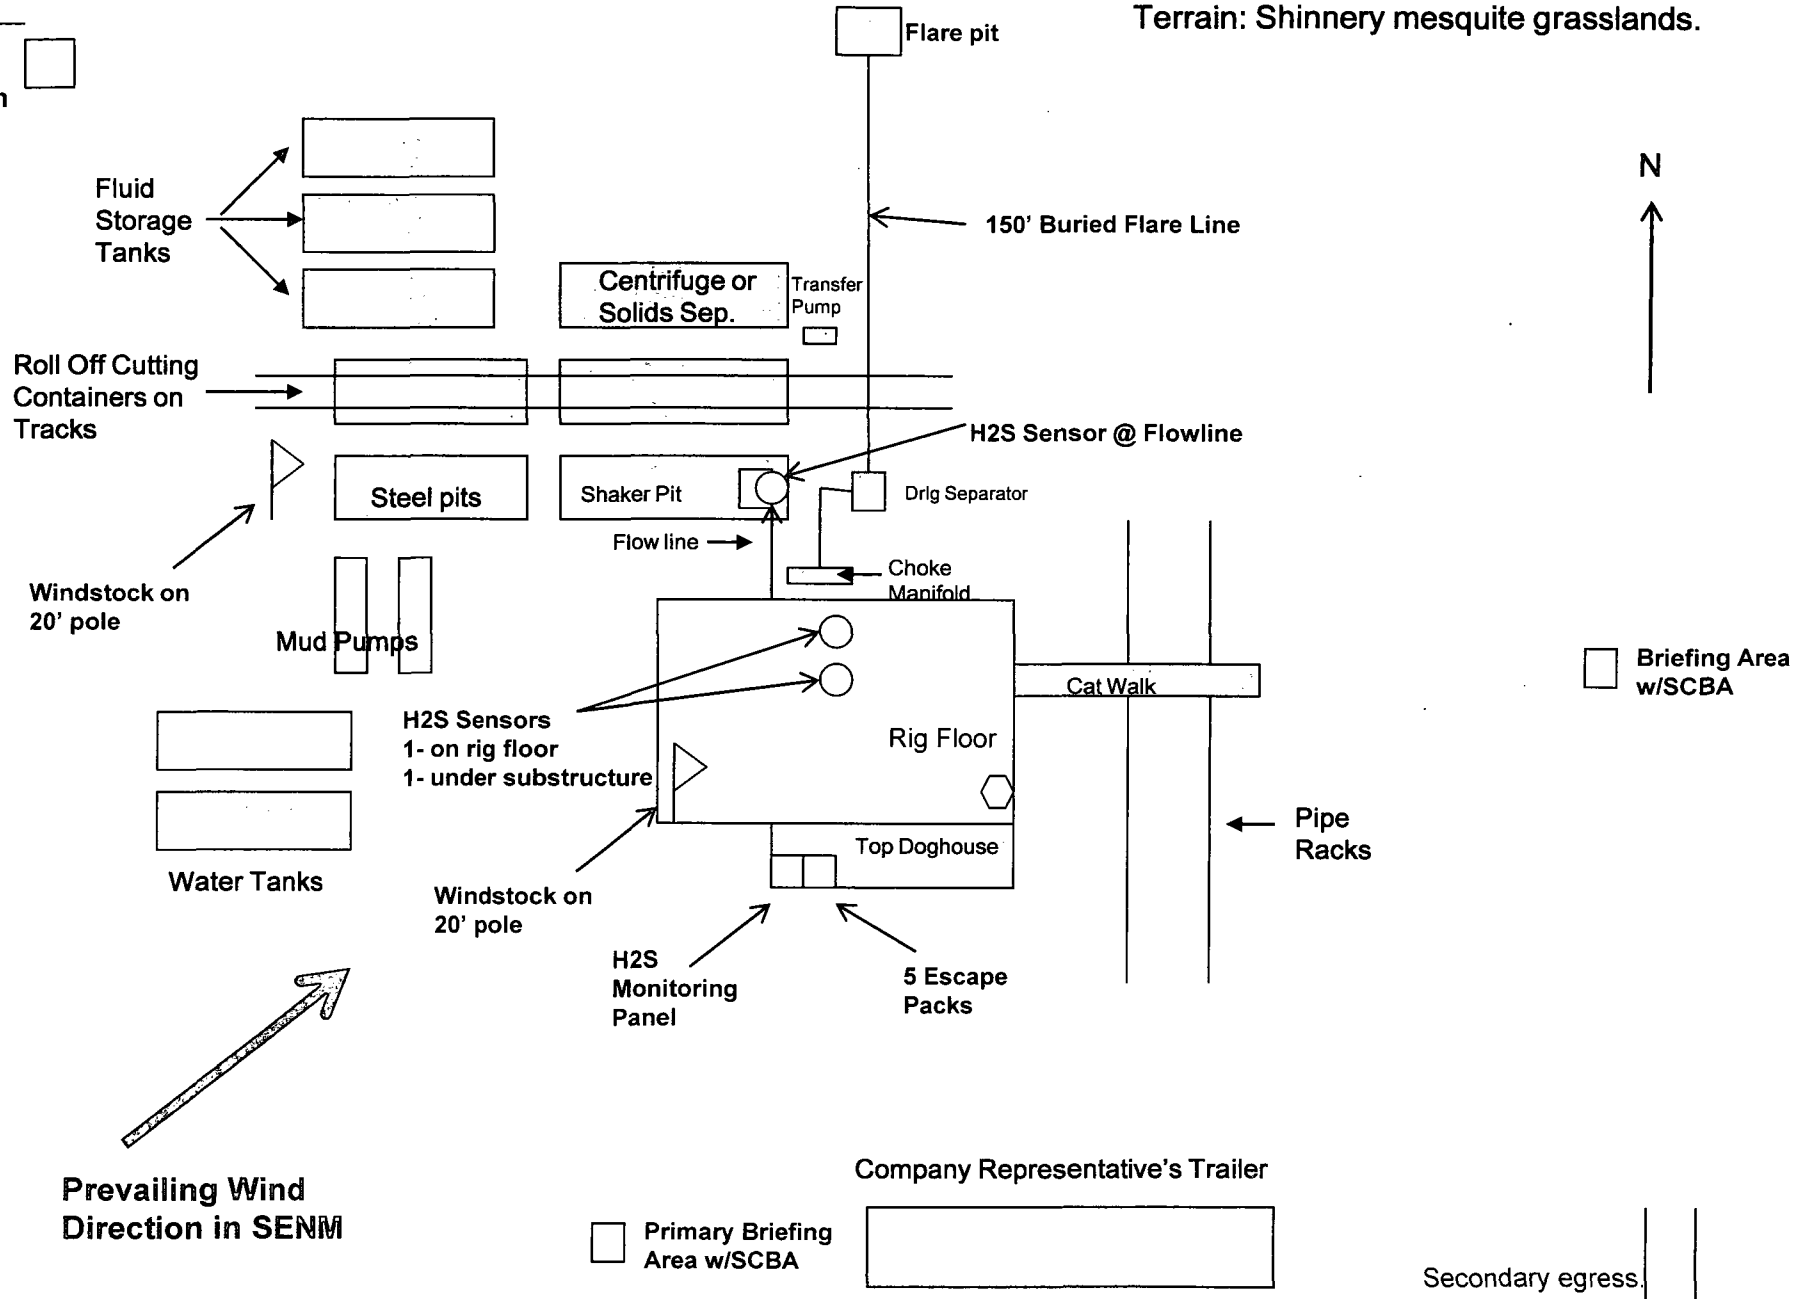 Flare pit
Terrain: Shinnery mesquite grasslands.
N
Fluid
Storage
Tanks
150' Buried Flare Line
Centrifuge or
Solids Sep.
Transfer
Pump
Roll Off Cutting
Containers on
Tracks
H2S Sensor @ Flowline
Steel pits
Shaker Pit
Drlg Separator
Flow line
Choke
Manifold
Windstock on
20' pole
Mud Pumps
Briefing Area
w/SCBA
Cat Walk
H2S Sensors
1- on rig floor
1- under substructure
Rig Floor
Pipe
Racks
Top Doghouse
Water Tanks
Windstock on
20' pole
H2S
Monitoring
Panel
5 Escape
Packs
Prevailing Wind
Direction in SENM
Company Representative's Trailer
Primary Briefing
Area w/SCBA
Secondary egress.